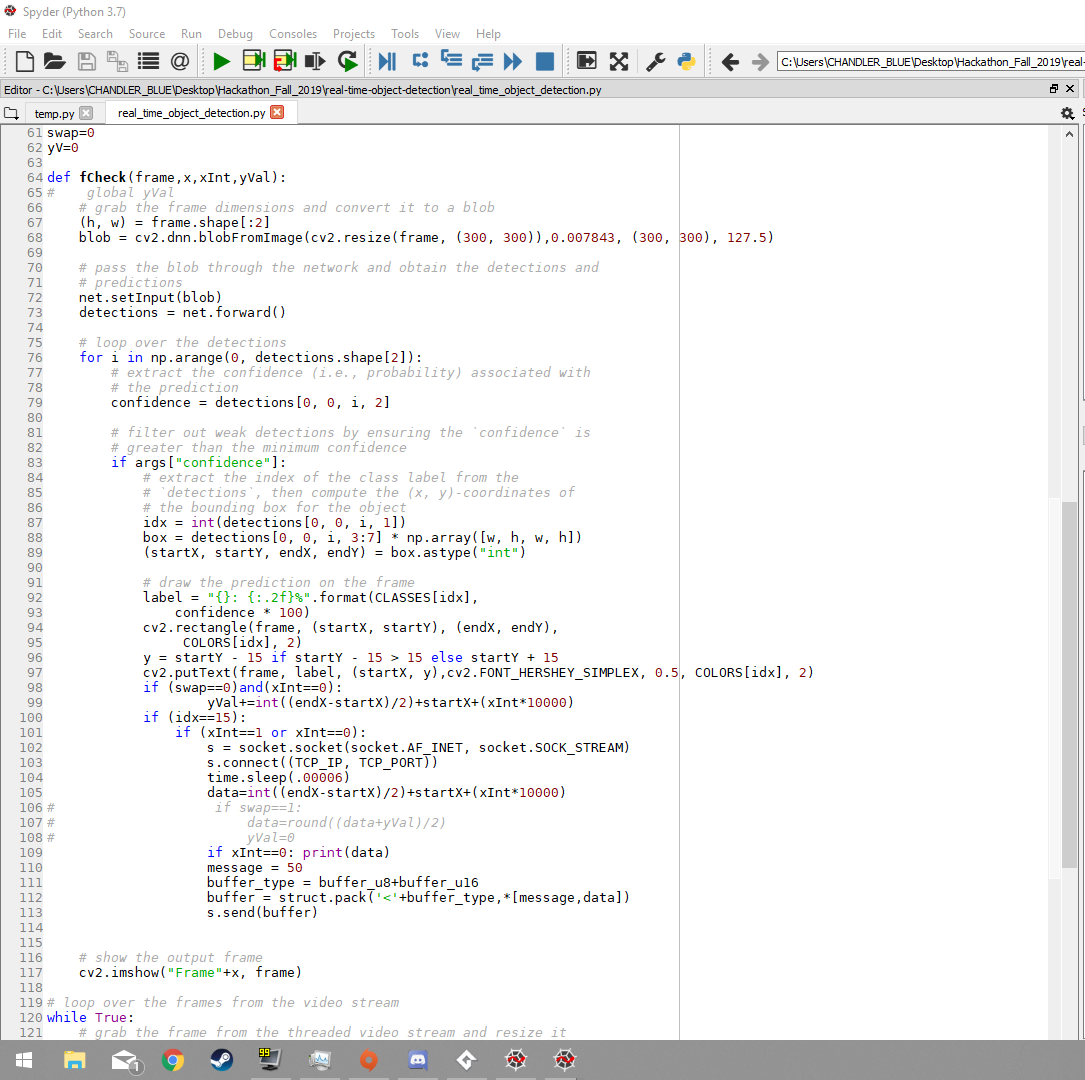 Spyder (Python 3.7)
File Edit Search Source Run Debug Consoles Projects Tools View Help
C:\Users\CHANDLER_BLUE\Desktop\Hackathon_Fall_2019\real-
Editor - C:\Users\CHANDLER_BLUE\Desktop\Hackathon_Fall_2019\real-time-object-detection\real_time_object_detection.py
temp.py real_time_object_detection.py
61 swap=0
62 yV=0
63
64 def fCheck(frame,x,xInt,yVal):
65 #    global yVal
66     # grab the frame dimensions and convert it to a blob
67     (h, w) = frame.shape[:2]
68     blob = cv2.dnn.blobFromImage(cv2.resize(frame, (300, 300)),0.007843, (300, 300), 127.5)
69
70     # pass the blob through the network and obtain the detections and
71     # predictions
72     net.setInput(blob)
73     detections = net.forward()
74
75     # loop over the detections
76     for i in np.arange(0, detections.shape[2]):
77         # extract the confidence (i.e., probability) associated with
78         # the prediction
79         confidence = detections[0, 0, i, 2]
80
81         # filter out weak detections by ensuring the `confidence` is
82         # greater than the minimum confidence
83         if args["confidence"]:
84             # extract the index of the class label from the
85             # `detections`, then compute the (x, y)-coordinates of
86             # the bounding box for the object
87             idx = int(detections[0, 0, i, 1])
88             box = detections[0, 0, i, 3:7] * np.array([w, h, w, h])
89             (startX, startY, endX, endY) = box.astype("int")
90
91             # draw the prediction on the frame
92             label = "{}: {:.2f}%".format(CLASSES[idx],
93                 confidence * 100)
94             cv2.rectangle(frame, (startX, startY), (endX, endY),
95                  COLORS[idx], 2)
96             y = startY - 15 if startY - 15 > 15 else startY + 15
97             cv2.putText(frame, label, (startX, y),cv2.FONT_HERSHEY_SIMPLEX, 0.5, COLORS[idx], 2)
98             if (swap==0)and(xInt==0):
99                     yVal+=int((endX-startX)/2)+startX+(xInt*10000)
100             if (idx==15):
101                 if (xInt==1 or xInt==0):
102                     s = socket.socket(socket.AF_INET, socket.SOCK_STREAM)
103                     s.connect((TCP_IP, TCP_PORT))
104                     time.sleep(.00006)
105                     data=int((endX-startX)/2)+startX+(xInt*10000)
106 #                    if swap==1:
107 #                        data=round((data+yVal)/2)
108 #                        yVal=0
109                     if xInt==0: print(data)
110                     message = 50
111                     buffer_type = buffer_u8+buffer_u16
112                     buffer = struct.pack('<'+buffer_type,*[message,data])
113                     s.send(buffer)
114
115
116     # show the output frame
117     cv2.imshow("Frame"+x, frame)
118
119 # loop over the frames from the video stream
120 while True:
121     # grab the frame from the threaded video stream and resize it
1
99